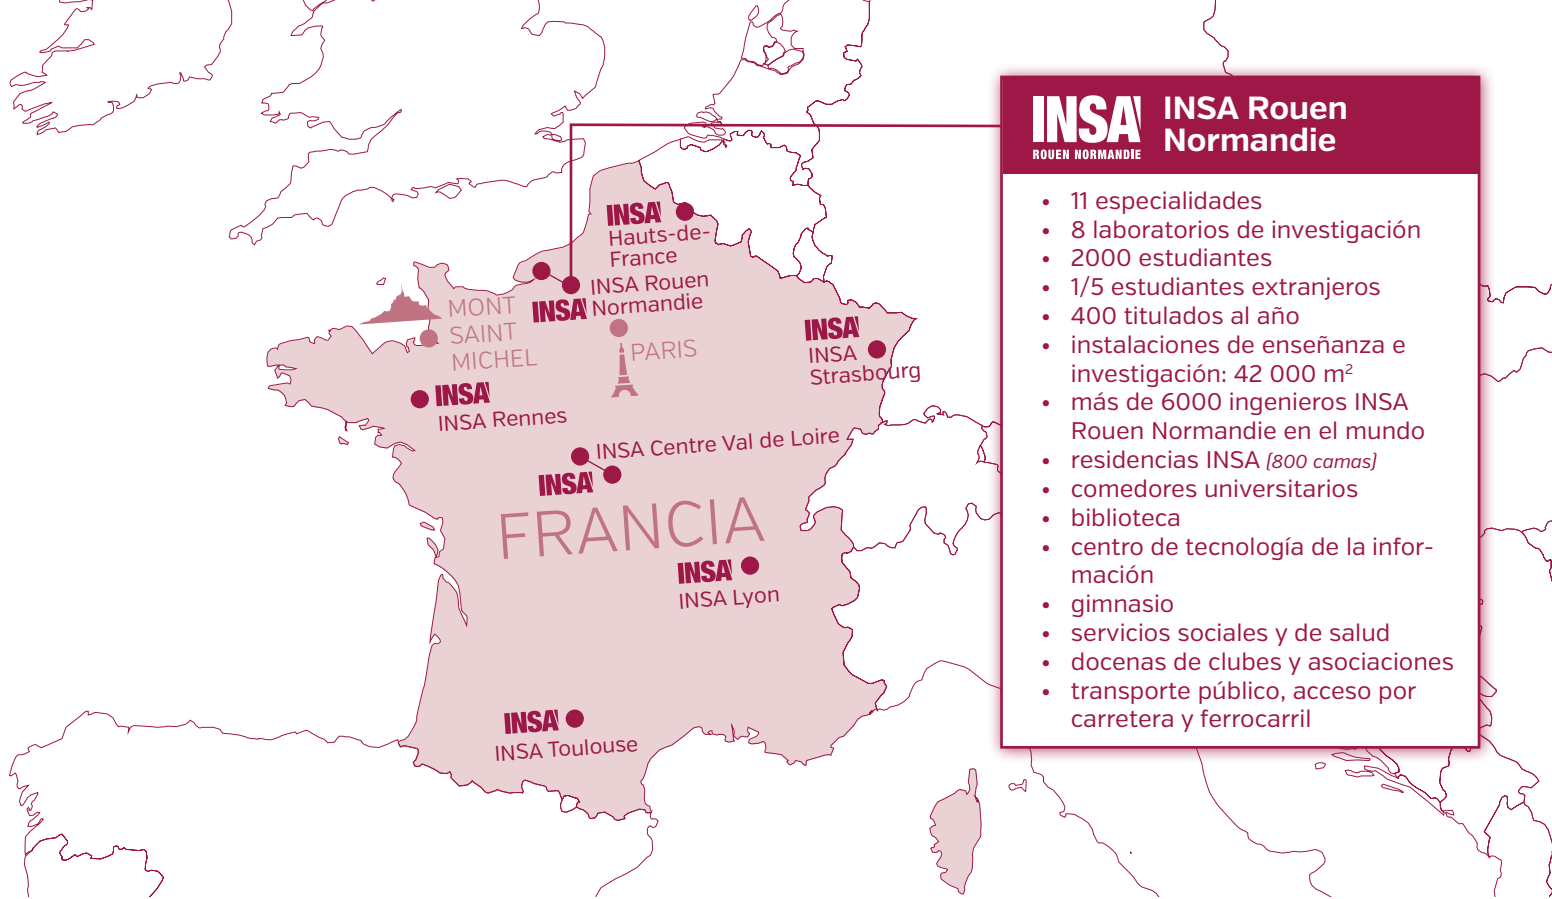 INSA
ROUEN NORMANDIE
INSA Rouen
Normandie
• 11 especialidades
• 8 laboratorios de investigación
• 2000 estudiantes
• 1/5 estudiantes extranjeros
• 400 titulados al año
• instalaciones de enseñanza e
investigación: 42 000 m²
• más de 6000 ingenieros INSA
Rouen Normandie en el mundo
• residencias INSA (800 camas)
• comedores universitarios
• biblioteca
• centro de tecnología de la infor-
mación
• gimnasio
• servicios sociales y de salud
• docenas de clubes y asociaciones
• transporte público, acceso por
carretera y ferrocarril
INSA
Hauts-de-
France
INSA Rouen
Normandie
INSA
MONT
SAINT
MICHEL
PARIS
INSA
INSA
Strasbourg
INSA
INSA Rennes
INSA Centre Val de Loire
INSA
FRANCIA
INSA
INSA Lyon
INSA
INSA Toulouse